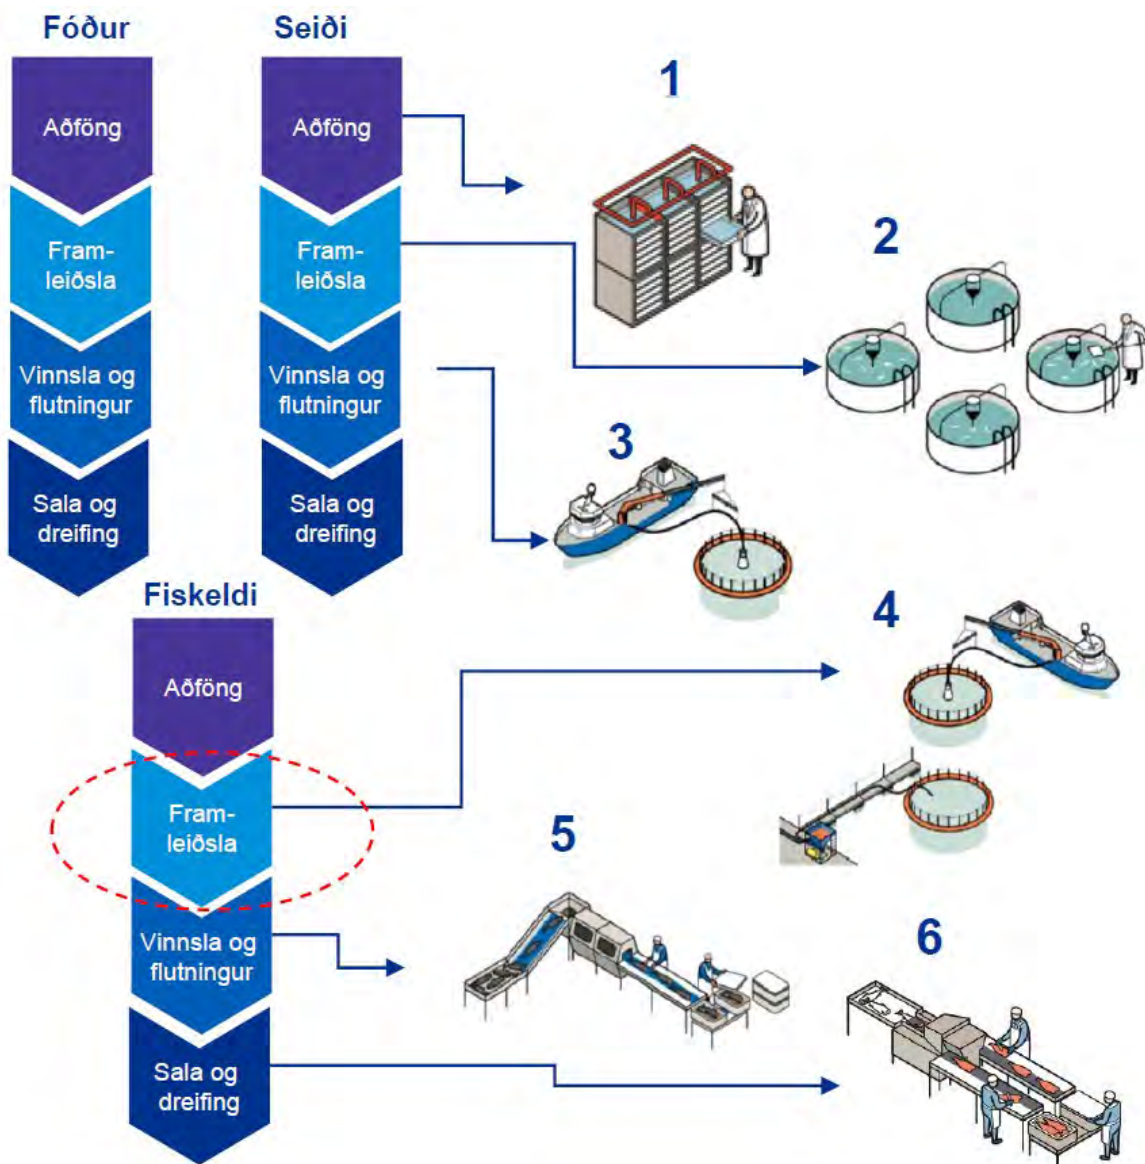 Fóður
Aðföng
Fram-
leiðsla
Vinnsla og
flutningur
Sala og
dreifing
Seiði
Aðföng
Fram-
leiðsla
Vinnsla og
flutningur
Sala og
dreifing
1
2
3
Fiskeldi
Aðföng
Fram-
leiðsla
Vinnsla og
flutningur
Sala og
dreifing
4
5
6